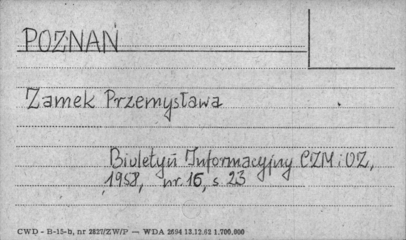 POZNAŃ
Zamek Przemysława
Biuletyn Informacyjny CZM i OZ,
1958, nr. 15, s 23
CWD - B-15-b, nr 2827/ZW/P — WDA 2694 13.12.62 1.700.000